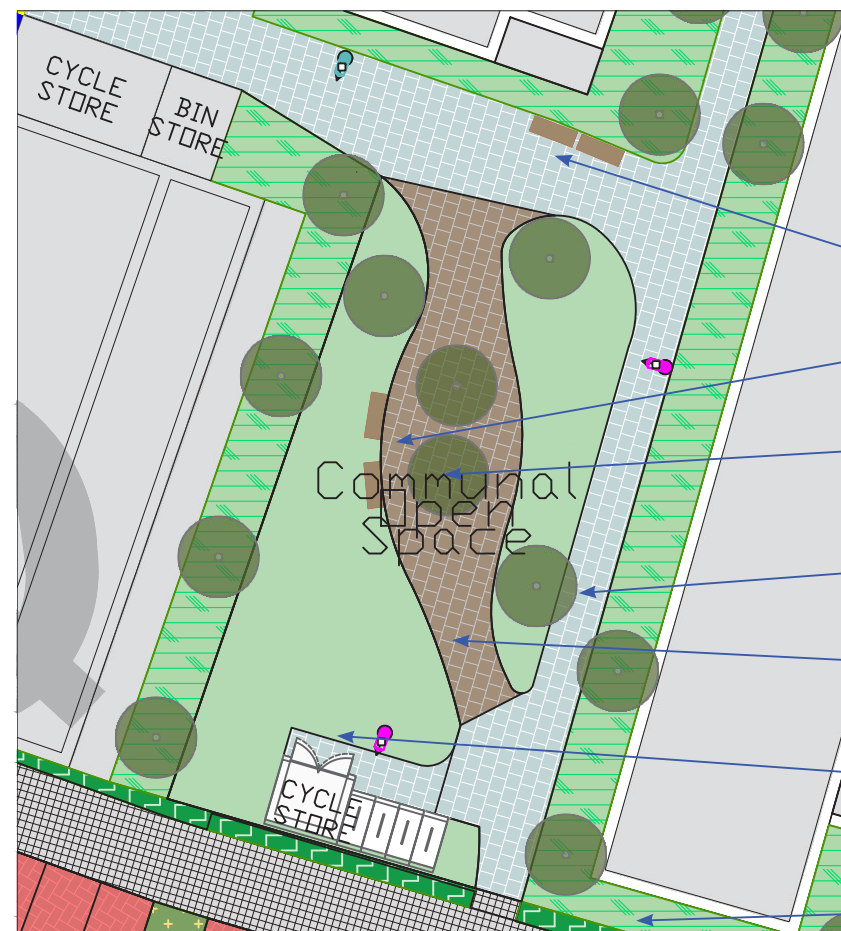 CYCLE
STORE
BIN
STORE
Communal
Open
Space
CYCLE
STORE